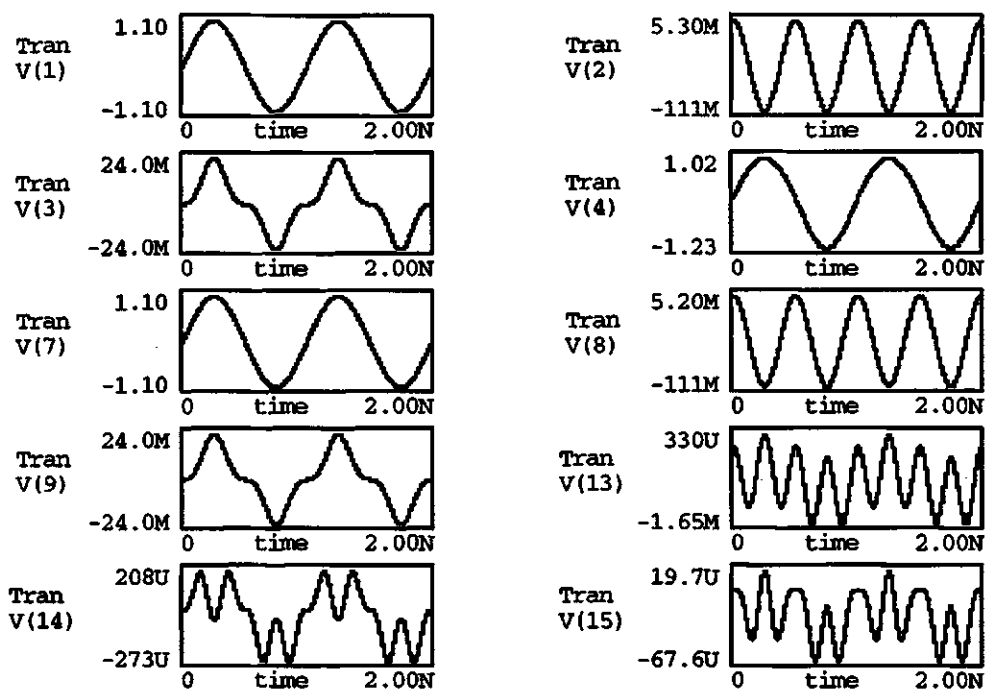 Tran
V(1)
1.10
-1.10
0 time 2.00N
Tran
V(2)
5.30M
-111M
0 time 2.00N
Tran
V(3)
24.0M
-24.0M
0 time 2.00N
Tran
V(4)
1.02
-1.23
0 time 2.00N
Tran
V(7)
1.10
-1.10
0 time 2.00N
Tran
V(8)
5.20M
-111M
0 time 2.00N
Tran
V(9)
24.0M
-24.0M
0 time 2.00N
Tran
V(13)
330U
-1.65M
0 time 2.00N
Tran
V(14)
208U
-273U
0 time 2.00N
Tran
V(15)
19.7U
-67.6U
0 time 2.00N